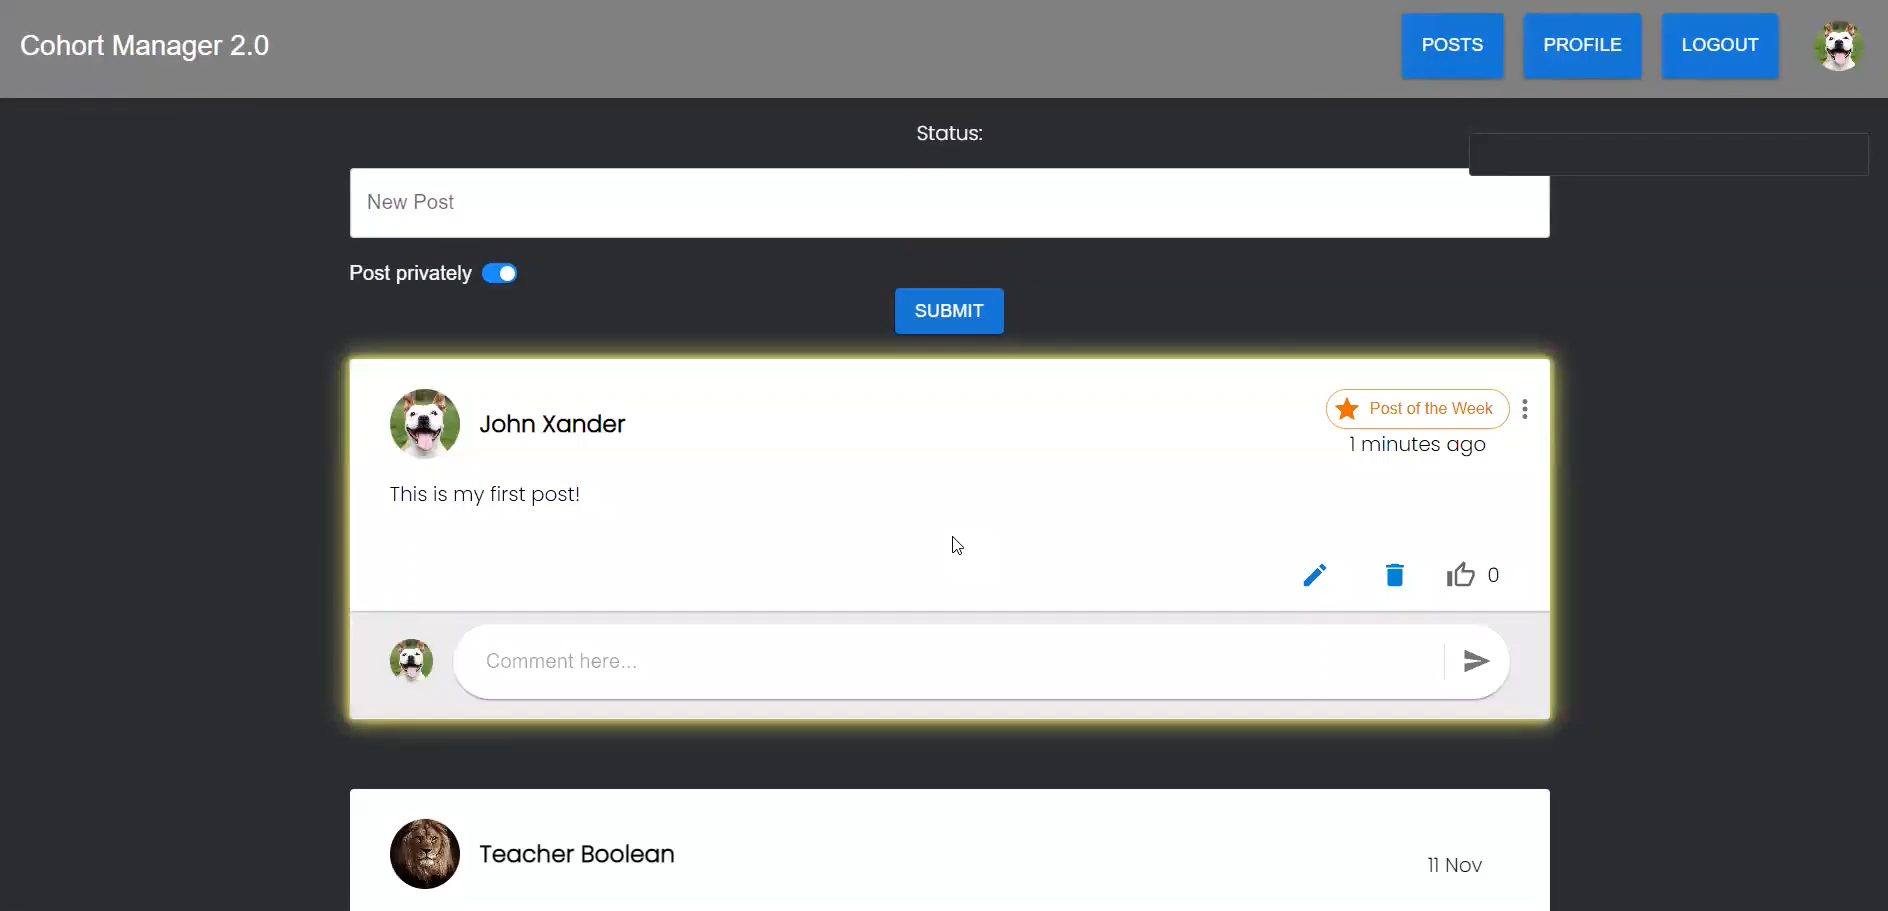 Cohort Manager 2.0
POSTS
PROFILE
LOGOUT
Status:
New Post
Post privately
SUBMIT
John Xander
Post of the Week
1 minutes ago
This is my first post!
0
Comment here...
Teacher Boolean
11 Nov